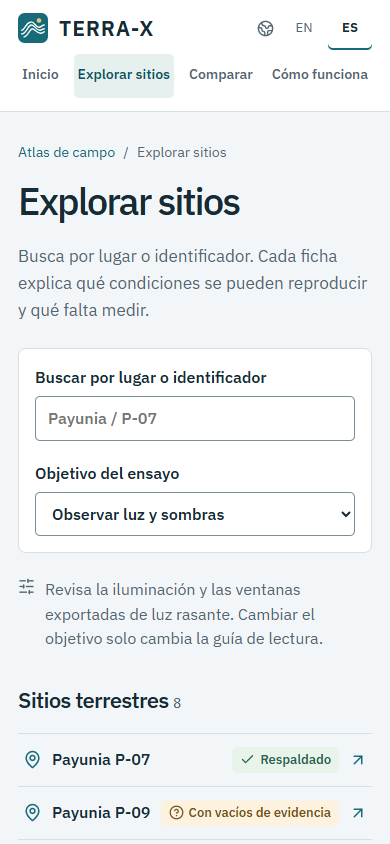 TERRA-X
EN
ES
Inicio
Explorar sitios
Comparar
Cómo funciona
Atlas de campo / Explorar sitios
Explorar sitios
Busca por lugar o identificador. Cada ficha
explica qué condiciones se pueden reproducir
y qué falta medir.
Buscar por lugar o identificador
Payunia / P-07
Objetivo del ensayo
Observar luz y sombras
Revisa la iluminación y las ventanas
exportadas de luz rasante. Cambiar el
objetivo solo cambia la guía de lectura.
Sitios terrestres 8
Payunia P-07 Respaldado
Payunia P-09 Con vacíos de evidencia